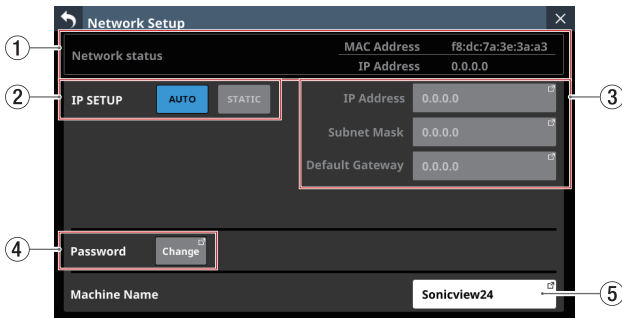 Network Setup
1
Network status
MAC Address f8:dc:7a:3e:3a:a3
IP Address 0.0.0.0
2
IP SETUP AUTO STATIC
IP Address 0.0.0.0
3
Subnet Mask 0.0.0.0
Default Gateway 0.0.0.0
4
Password Change
Machine Name Sonicview24
5